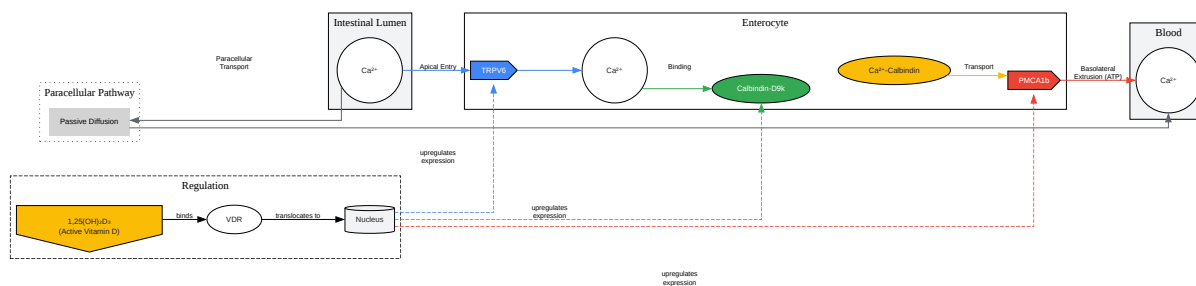 Intestinal Lumen
Ca²⁺
Enterocyte
Apical Entry
TRPV6
Ca²⁺
Binding
Calbindin-D9k
Ca²⁺-Calbindin
Transport
PMCA1b
Basolateral
Extrusion (ATP)
Blood
Ca²⁺
Paracellular
Transport
Paracellular Pathway
Passive Diffusion
upregulates
expression
Regulation
1,25(OH)₂D₃
(Active Vitamin D)
binds
VDR
translocates to
Nucleus
upregulates
expression
upregulates
expression